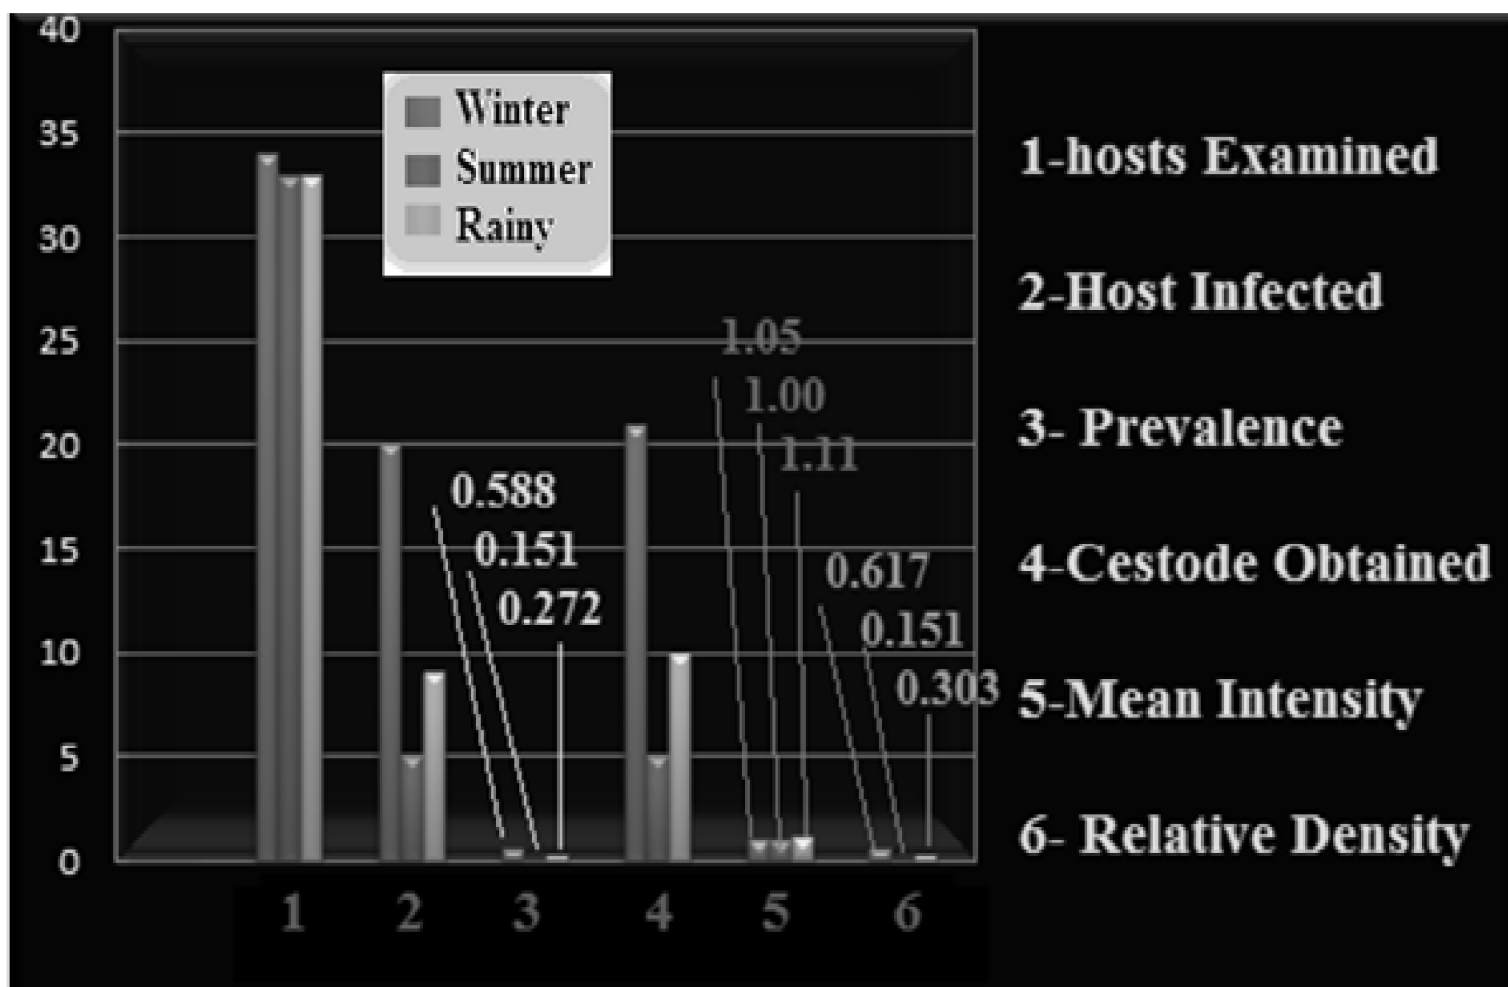 40
35
30
25
20
15
10
5
0
Winter
Summer
Rainy
0.588
0.151
0.272
1.05
1.00
1.11
0.617
0.151
0.303
1
2
3
4
5
6
1-hosts Examined
2-Host Infected
3- Prevalence
4-Cestode Obtained
5-Mean Intensity
6- Relative Density